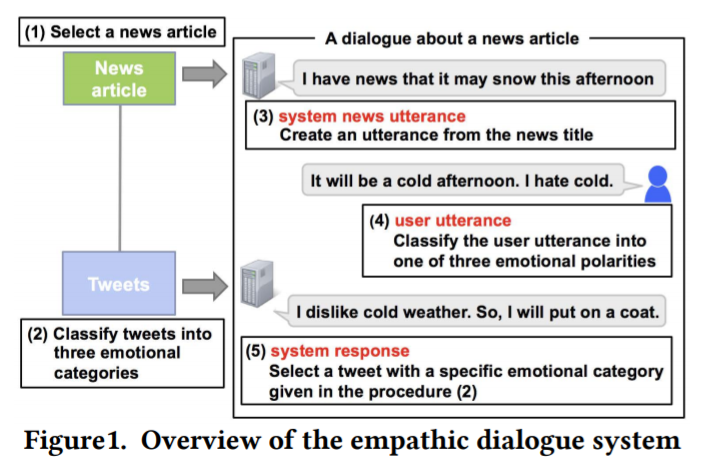 (1) Select a news article
A dialogue about a news article
News
article
I have news that it may snow this afternoon
(3) system news utterance
Create an utterance from the news title
It will be a cold afternoon. I hate cold.
(4) user utterance
Classify the user utterance into
one of three emotional polarities
Tweets
I dislike cold weather. So, I will put on a coat.
(2) Classify tweets into
three emotional
categories
(5) system response
Select a tweet with a specific emotional category
given in the procedure (2)
Figure1. Overview of the empathic dialogue system